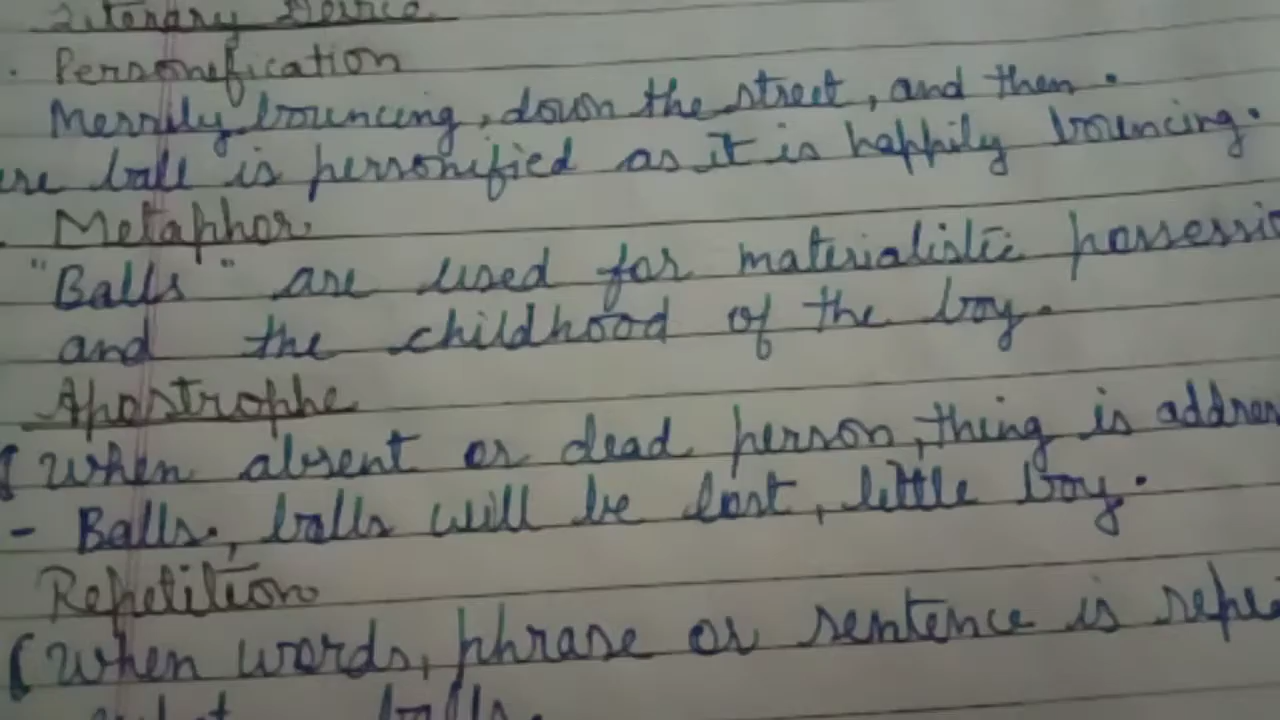 Literary Device
. Personification
Merrily bouncing, down the street, and then.
ball is personified as it is happily bouncing.
. Metaphor.
"Balls" are used for materialistic possessio
and the childhood of the boy.
Apostrophe
( When absent or dead person, thing is addres
- Balls, balls will be lost, little boy.
Repetition
( When words, phrase or sentence is repe
balls.